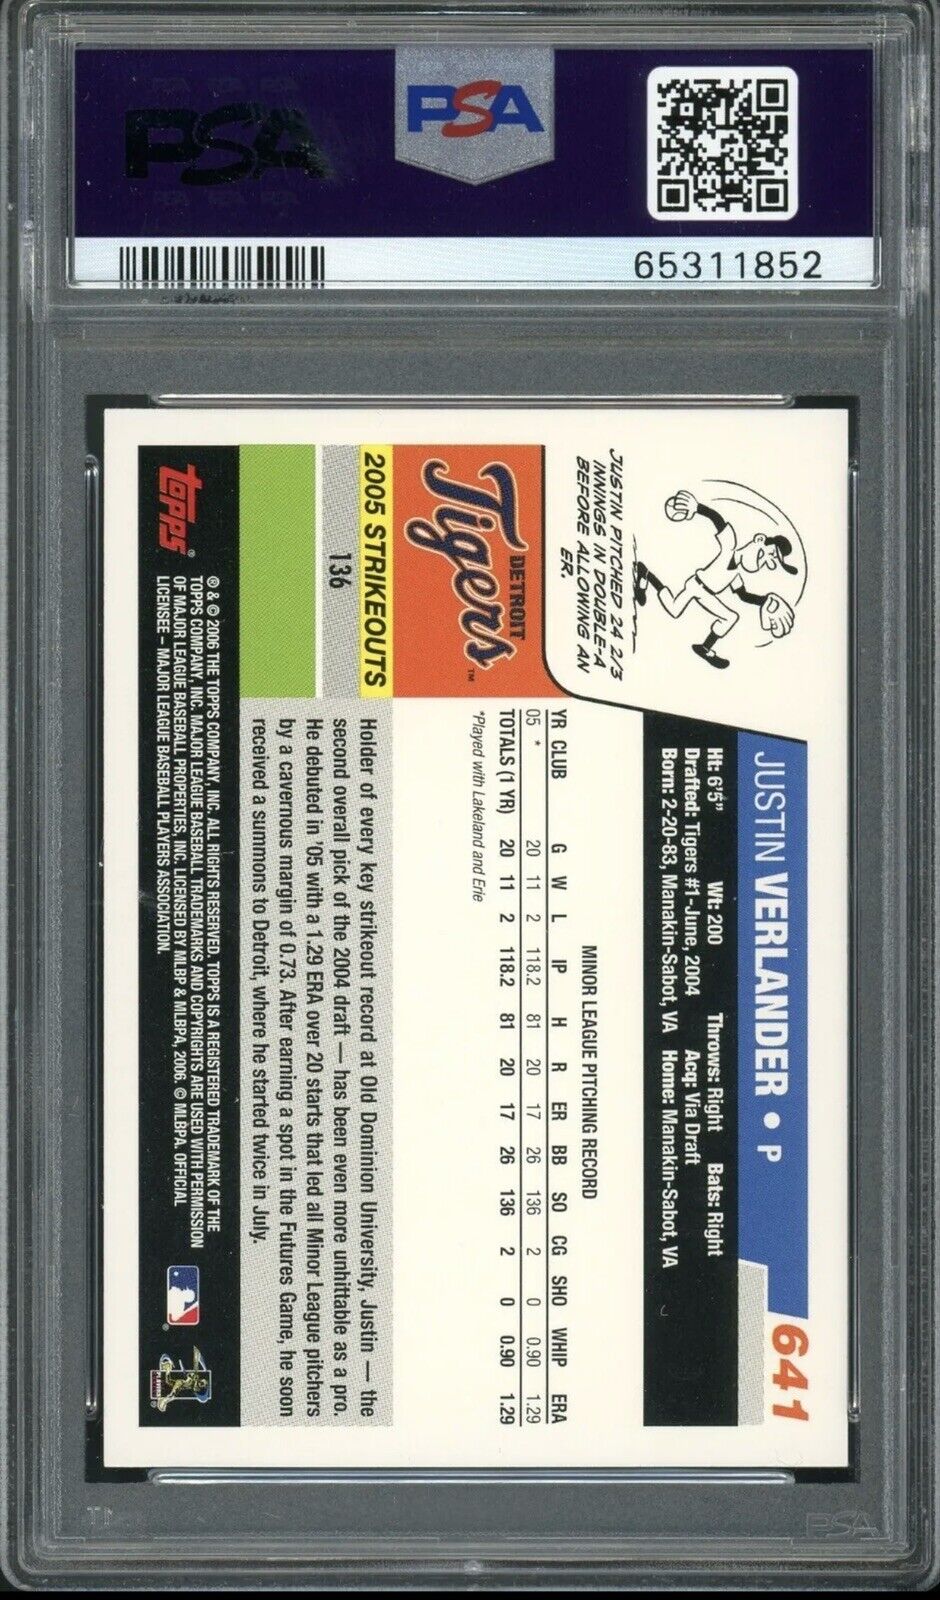 PSA
PSA
65311852
JUSTIN VERLANDER • P
641
Ht: 6'5" Wt: 200 Throws: Right Bats: Right
Drafted: Tigers #1-June, 2004 Acq: Via Draft
Born: 2-20-83, Manakin-Sabot, VA Home: Manakin-Sabot, VA
JUSTIN PITCHED 24 2/3
INNINGS IN DOUBLE-A
BEFORE ALLOWING AN
ER.
MINOR LEAGUE PITCHING RECORD
YR CLUB G W L IP H R ER BB SO CG SHO WHIP ERA
05 * 20 11 2 118.2 81 20 17 26 136 2 0 0.90 1.29
TOTALS (1 YR) 20 11 2 118.2 81 20 17 26 136 2 0 0.90 1.29
*Played with Lakeland and Erie
DETROIT
Tigers™
2005 STRIKEOUTS
136
Holder of every key strikeout record at Old Dominion University, Justin — the
second overall pick of the 2004 draft — has been even more unhittable as a pro.
He debuted in '05 with a 1.29 ERA over 20 starts that led all Minor League pitchers
by a cavernous margin of 0.73. After earning a spot in the Futures Game, he soon
received a summons to Detroit, where he started twice in July.
topps®
® & © 2006 THE TOPPS COMPANY, INC. ALL RIGHTS RESERVED. TOPPS IS A REGISTERED TRADEMARK OF THE
TOPPS COMPANY, INC. MAJOR LEAGUE BASEBALL TRADEMARKS AND COPYRIGHTS ARE USED WITH PERMISSION
OF MAJOR LEAGUE BASEBALL PROPERTIES, INC. LICENSED BY MLBP & MLBPA, 2006. © MLBPA. OFFICIAL
LICENSEE – MAJOR LEAGUE BASEBALL PLAYERS ASSOCIATION.
PSA